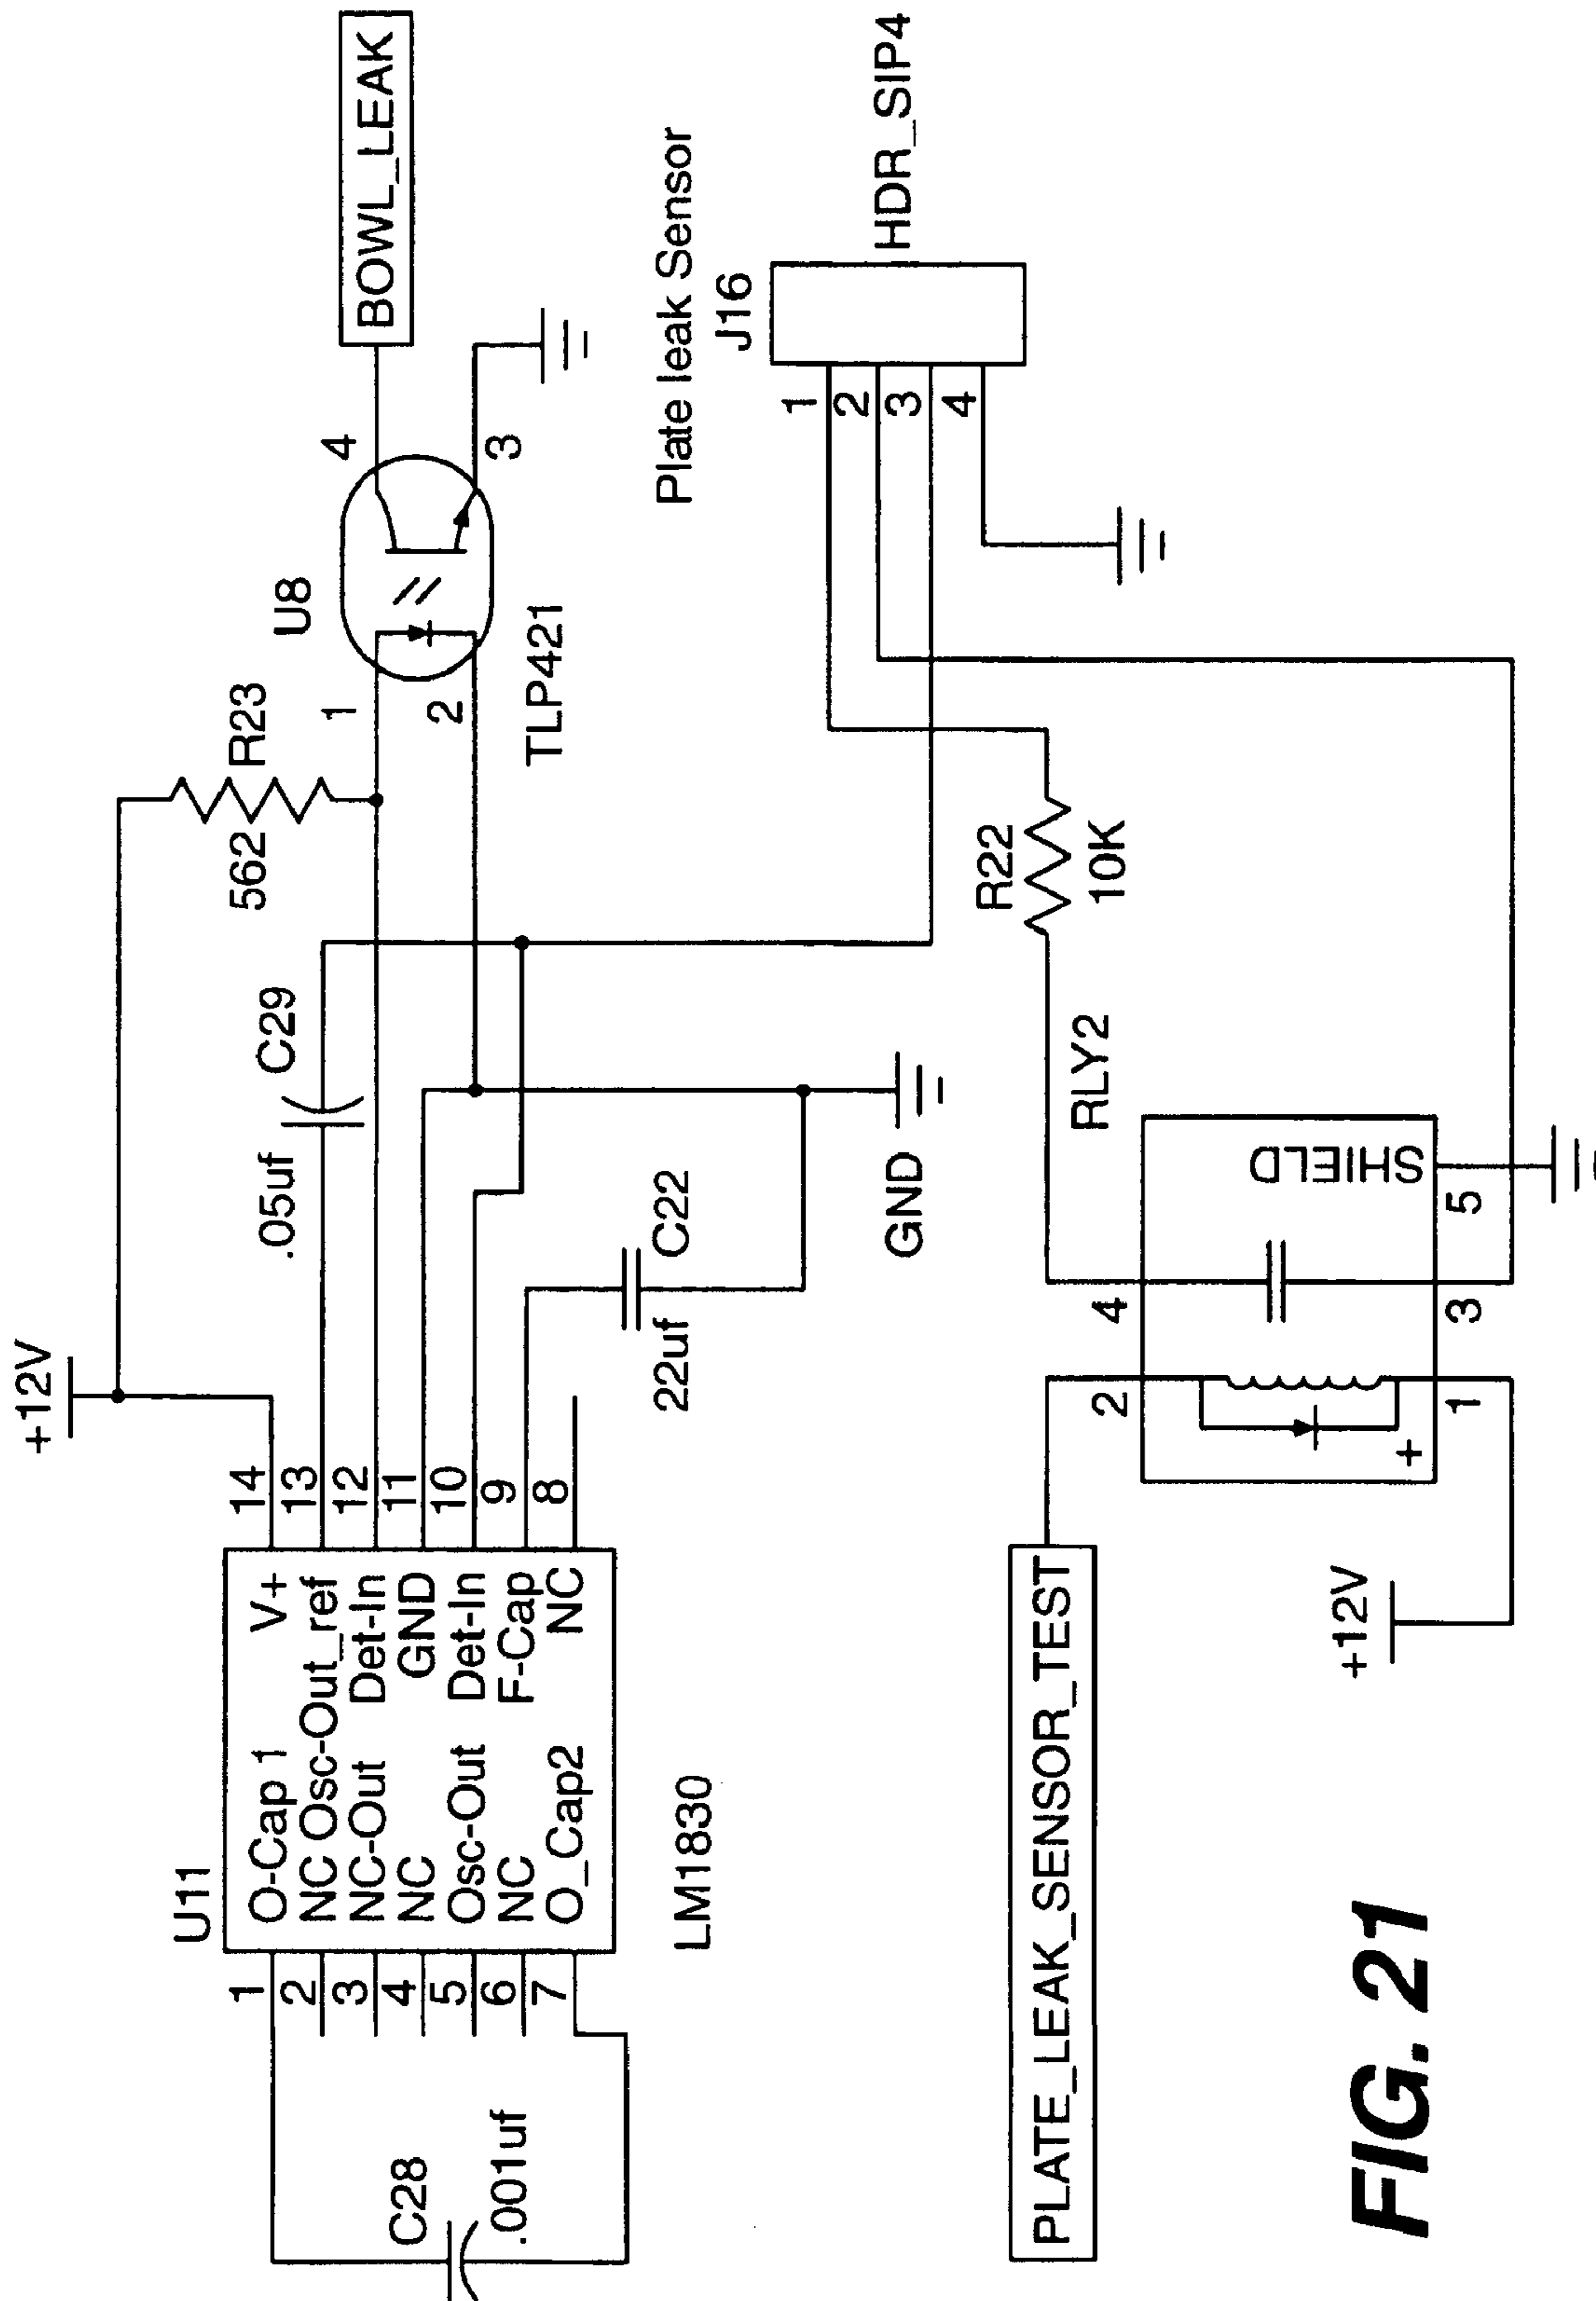 +12V
U11
O-Cap 1 V+
NC Osc-Out_ref
NC-Out Det-In
NC GND
Osc-Out Det-In
NC F-Cap
O_Cap2 NC
1
2
3
4
5
6
7
14
13
12
11
10
9
8
LM1830
C28
.001uf
.05uf C29
562 R23
22uf C22
GND
U8
1
2
4
3
TLP421
BOWL_LEAK
Plate leak Sensor
J16
1
2
3
4
HDR_SIP4
R22
10K
RLY2
PLATE_LEAK_SENSOR_TEST
2
4
+
SHIELD
1
3
5
+12V
FIG. 21